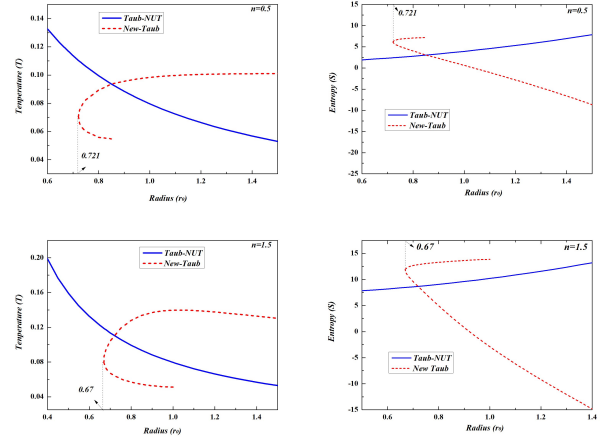 n=0.5
Taub-NUT
New-Taub
0.14
0.12
0.10
0.08
0.06
0.04
Tenperature (T)
0.721
0.6 0.8 1.0 1.2 1.4
Radius (r₀)
0.721
n=0.5
15
10
5
0
-5
-10
-15
-20
-25
Entropy (S)
Taub-NUT
New-Taub
0.6 0.8 1.0 1.2 1.4
Radius (r₀)
n=1.5
Taub-NUT
New-Taub
0.20
0.16
0.12
0.08
0.04
Temperature (T)
0.67
0.4 0.6 0.8 1.0 1.2 1.4
Radius (r₀)
0.67
n=1.5
15
10
5
0
-5
-10
-15
Entropy (S)
Taub-NUT
New Taub
0.6 0.8 1.0 1.2 1.4
Radius (r₀)